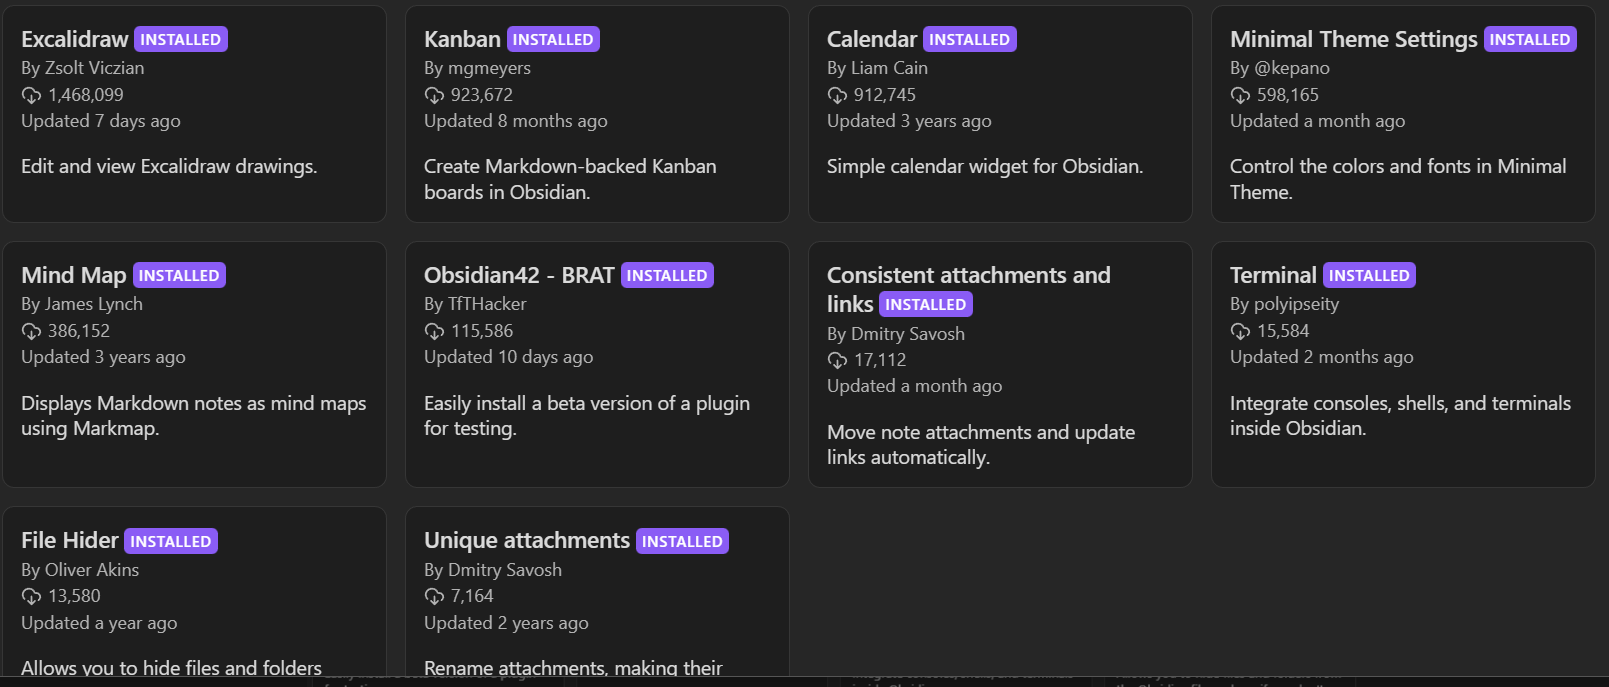 Excalidraw INSTALLED
By Zsolt Viczian
1,468,099
Updated 7 days ago
Edit and view Excalidraw drawings.
Kanban INSTALLED
By mgmeyers
923,672
Updated 8 months ago
Create Markdown-backed Kanban
boards in Obsidian.
Calendar INSTALLED
By Liam Cain
912,745
Updated 3 years ago
Simple calendar widget for Obsidian.
Minimal Theme Settings INSTALLED
By @kepano
598,165
Updated a month ago
Control the colors and fonts in Minimal
Theme.
Mind Map INSTALLED
By James Lynch
386,152
Updated 3 years ago
Displays Markdown notes as mind maps
using Markmap.
Obsidian42 - BRAT INSTALLED
By TfTHacker
115,586
Updated 10 days ago
Easily install a beta version of a plugin
for testing.
Consistent attachments and
links INSTALLED
By Dmitry Savosh
17,112
Updated a month ago
Move note attachments and update
links automatically.
Terminal INSTALLED
By polyipseity
15,584
Updated 2 months ago
Integrate consoles, shells, and terminals
inside Obsidian.
File Hider INSTALLED
By Oliver Akins
13,580
Updated a year ago
Allows you to hide files and folders
Unique attachments INSTALLED
By Dmitry Savosh
7,164
Updated 2 years ago
Rename attachments, making their